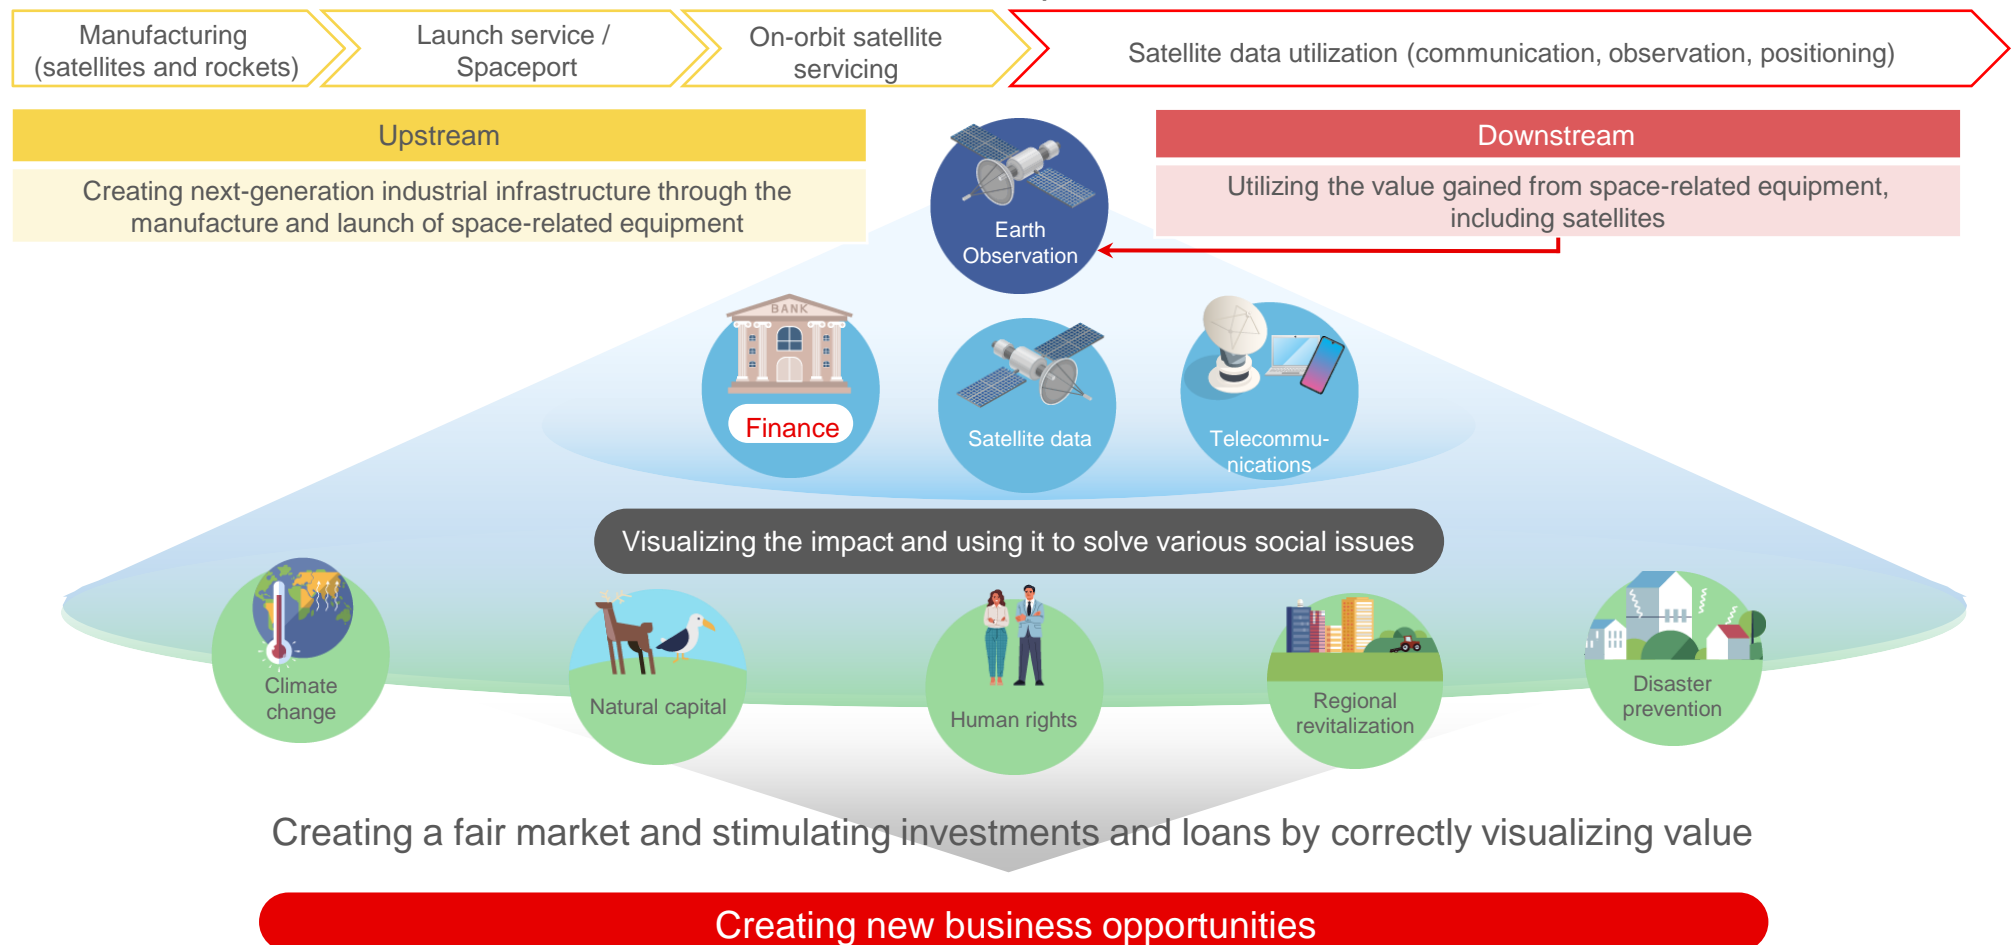 Manufacturing
(satellites and rockets)
Launch service /
Spaceport
On-orbit satellite
servicing
Satellite data utilization (communication, observation, positioning)
Upstream
Creating next-generation industrial infrastructure through the
manufacture and launch of space-related equipment
Downstream
Utilizing the value gained from space-related equipment,
including satellites
Earth
Observation
BANK
Finance
Satellite data
Telecommu-
nications
Visualizing the impact and using it to solve various social issues
Climate
change
Natural capital
Human rights
Regional
revitalization
Disaster
prevention
Creating a fair market and stimulating investments and loans by correctly visualizing value
Creating new business opportunities